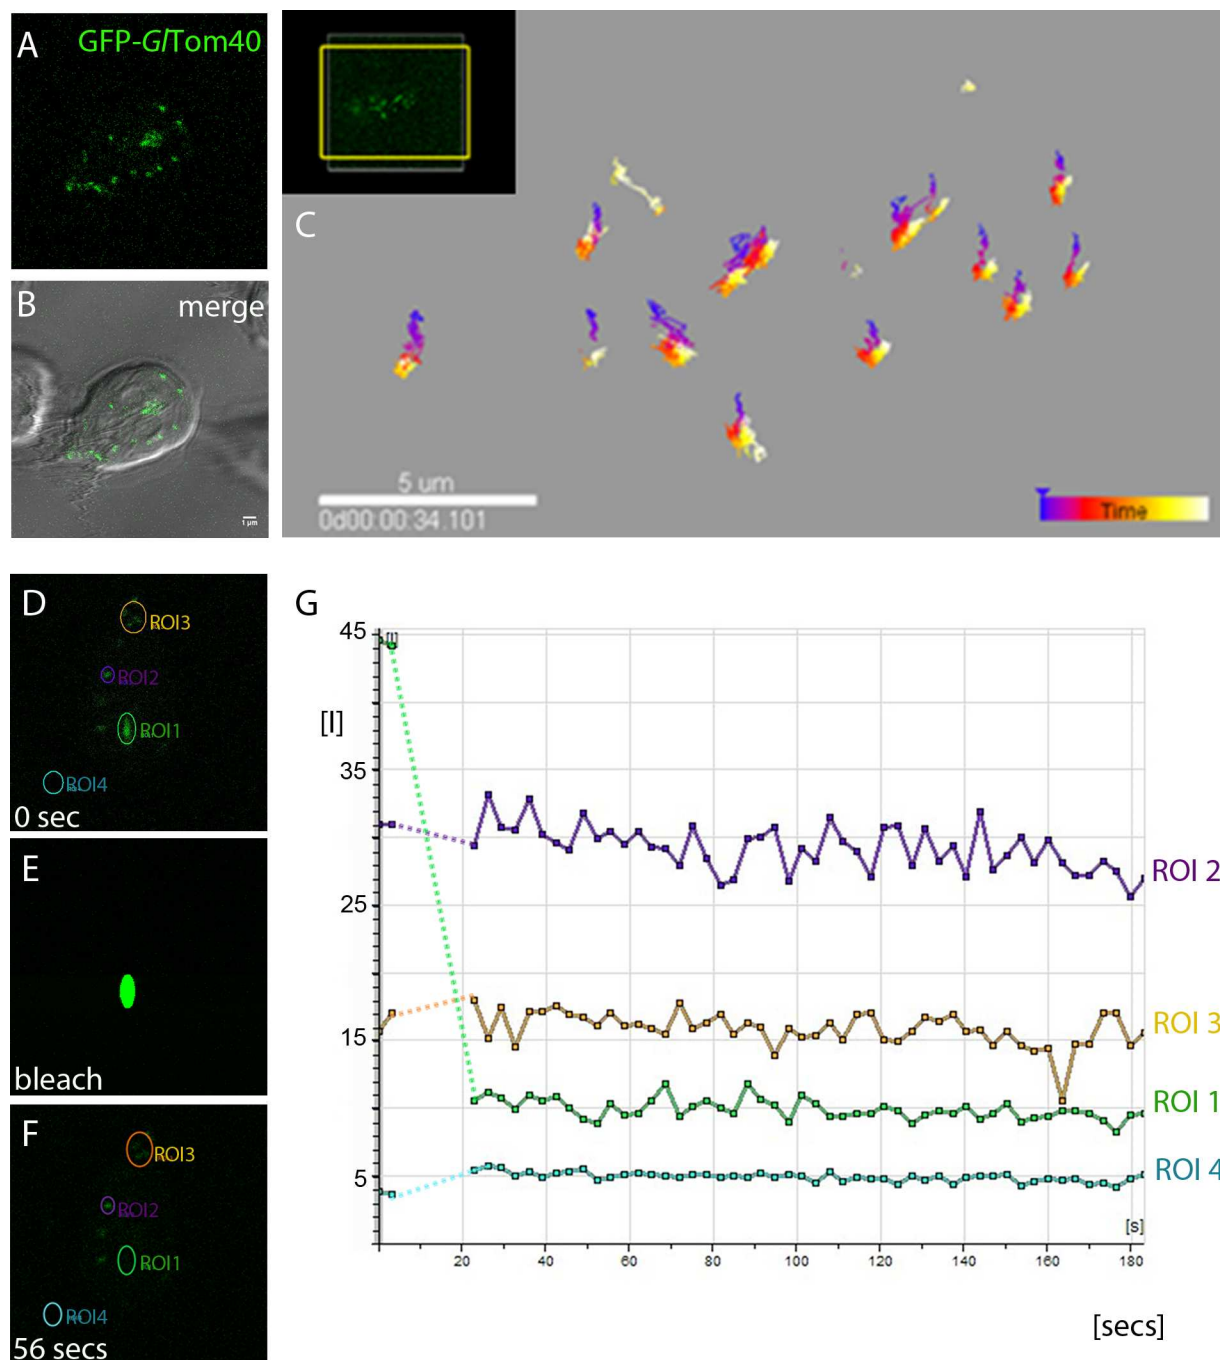 A
GFP-GlTom40
B
merge
1 µm
C
5 um
0d00:00:34.101
Time
D
ROI3
ROI2
ROI1
ROI4
0 sec
E
bleach
F
ROI3
ROI2
ROI1
ROI4
56 secs
G
[I]
[I]
45
35
25
15
5
ROI 2
ROI 3
ROI 1
ROI 4
[s]
20 40 60 80 100 120 140 160 180
[secs]